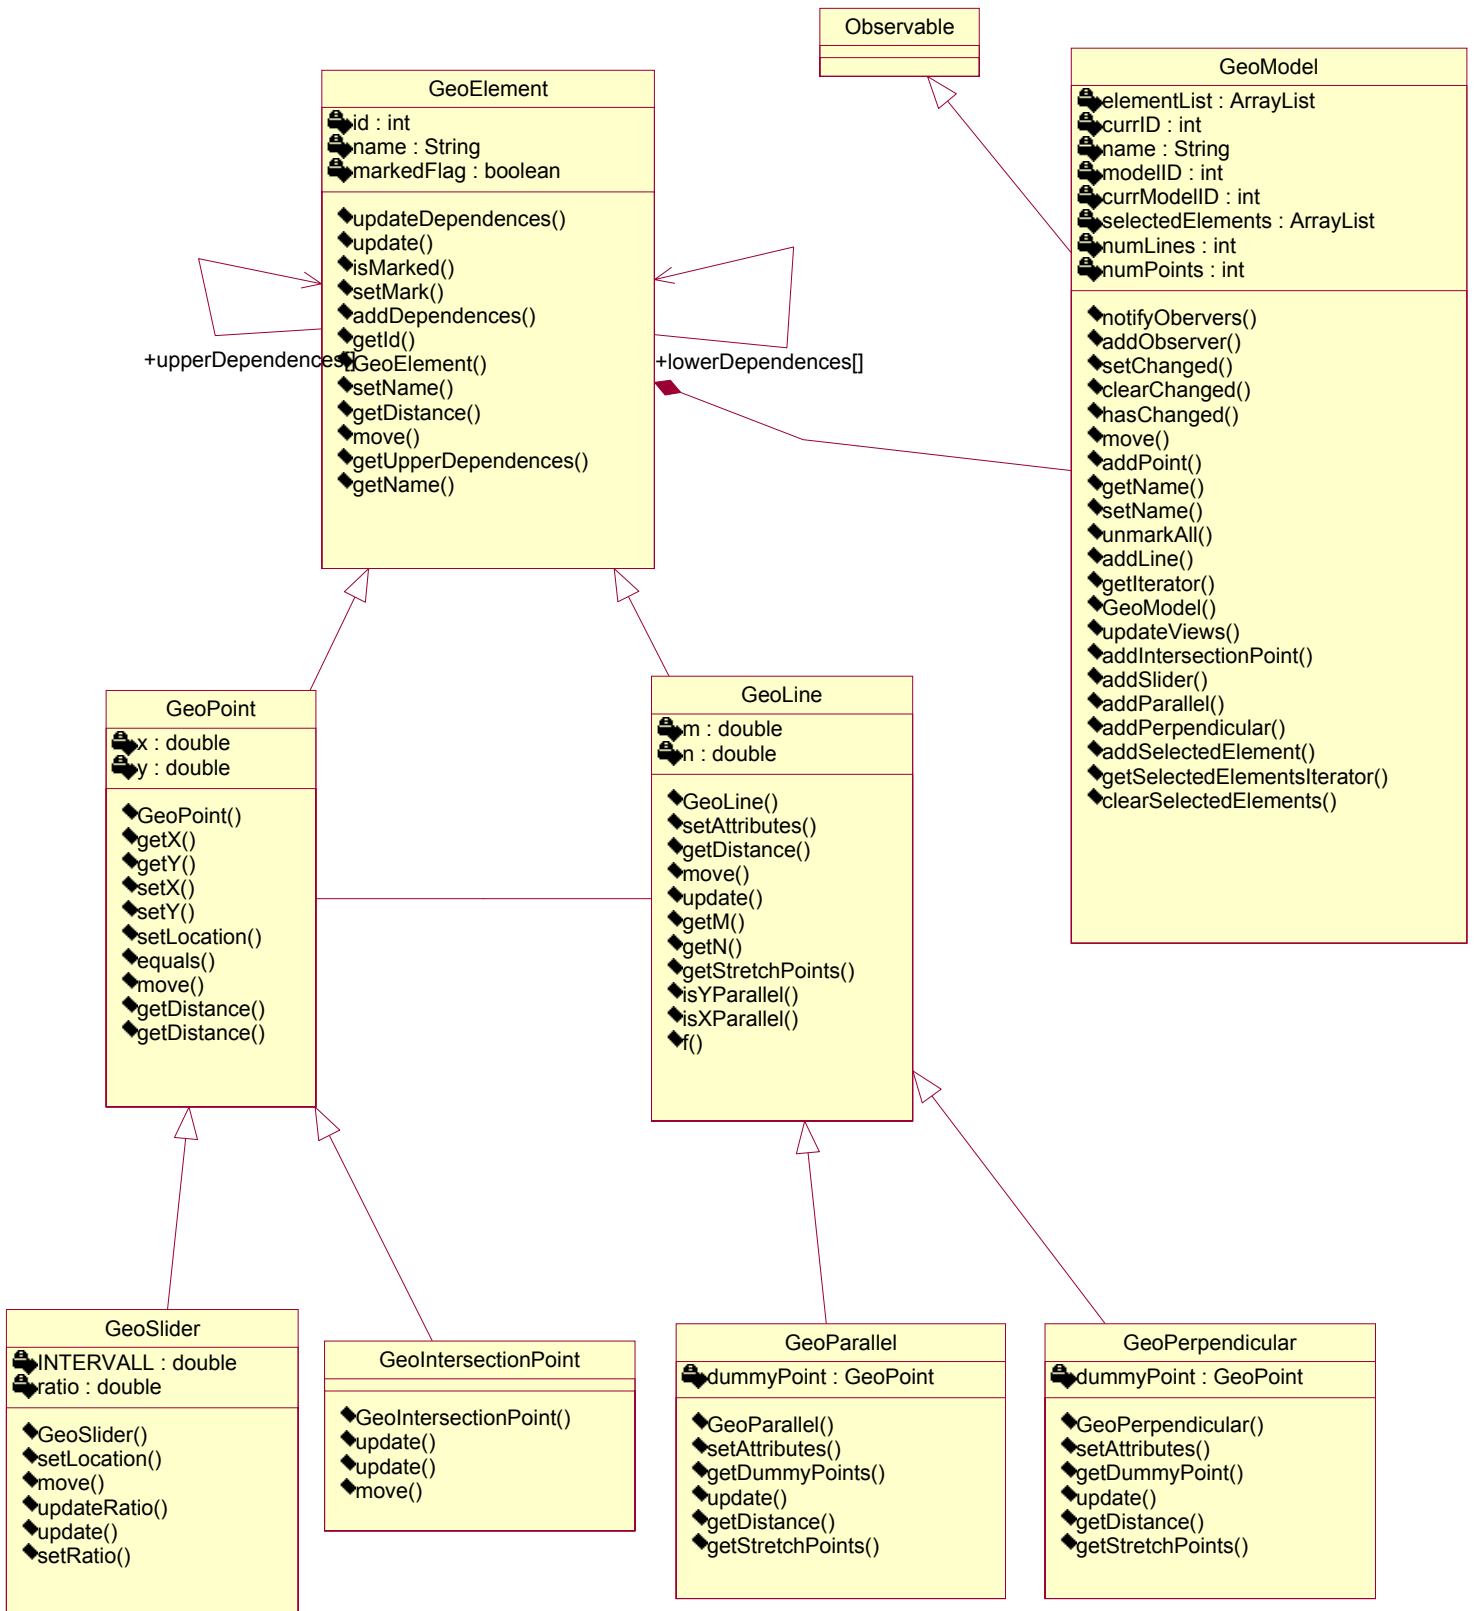 Observable
GeoModel
elementList : ArrayList
currID : int
name : String
modelID : int
currModelID : int
selectedElements : ArrayList
numLines : int
numPoints : int
notifyObervers()
addObserver()
setChanged()
clearChanged()
hasChanged()
move()
addPoint()
getName()
setName()
unmarkAll()
addLine()
getIterator()
GeoModel()
updateViews()
addIntersectionPoint()
addSlider()
addParallel()
addPerpendicular()
addSelectedElement()
getSelectedElementsIterator()
clearSelectedElements()
GeoElement
id : int
name : String
markedFlag : boolean
updateDependences()
update()
isMarked()
setMark()
addDependences()
getId()
GeoElement()
setName()
getDistance()
move()
getUpperDependences()
getName()
+upperDependences[]
+lowerDependences[]
GeoPoint
x : double
y : double
GeoPoint()
getX()
getY()
setX()
setY()
setLocation()
equals()
move()
getDistance()
getDistance()
GeoLine
m : double
n : double
GeoLine()
setAttributes()
getDistance()
move()
update()
getM()
getN()
getStretchPoints()
isYParallel()
isXParallel()
f()
GeoSlider
INTERVALL : double
ratio : double
GeoSlider()
setLocation()
move()
updateRatio()
update()
setRatio()
GeoIntersectionPoint
GeoIntersectionPoint()
update()
update()
move()
GeoParallel
dummyPoint : GeoPoint
GeoParallel()
setAttributes()
getDummyPoints()
update()
getDistance()
getStretchPoints()
GeoPerpendicular
dummyPoint : GeoPoint
GeoPerpendicular()
setAttributes()
getDummyPoint()
update()
getDistance()
getStretchPoints()